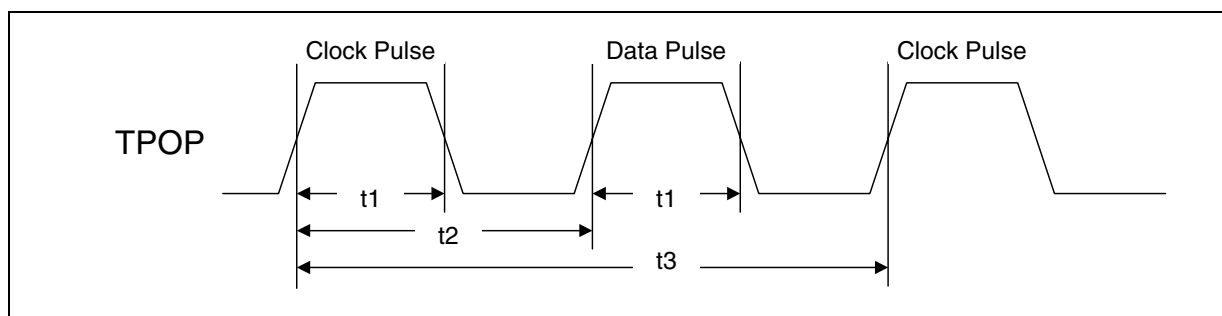 Clock Pulse Data Pulse Clock Pulse
TPOP
t1 t1
t2
t3